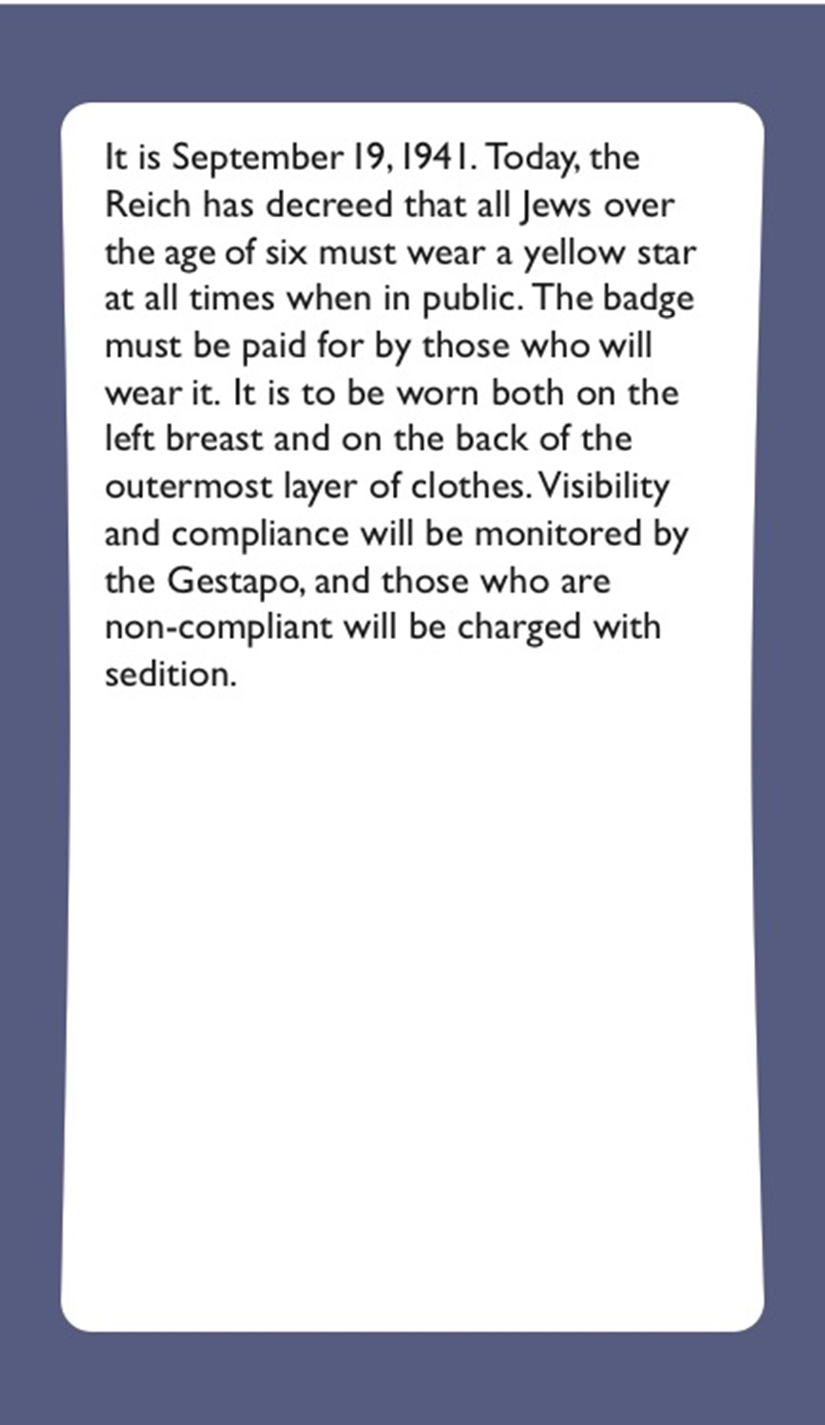 It is September 19, 1941. Today, the
Reich has decreed that all Jews over
the age of six must wear a yellow star
at all times when in public. The badge
must be paid for by those who will
wear it. It is to be worn both on the
left breast and on the back of the
outermost layer of clothes. Visibility
and compliance will be monitored by
the Gestapo, and those who are
non-compliant will be charged with
sedition.